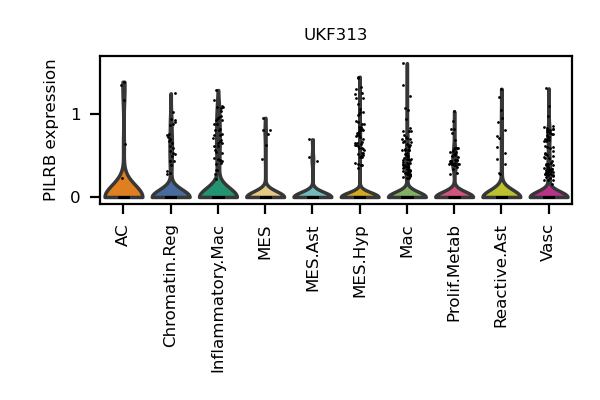 UKF313
PILRB expression
1
0
AC
Chromatin.Reg
Inflammatory.Mac
MES
MES.Ast
MES.Hyp
Mac
Prolif.Metab
Reactive.Ast
Vasc